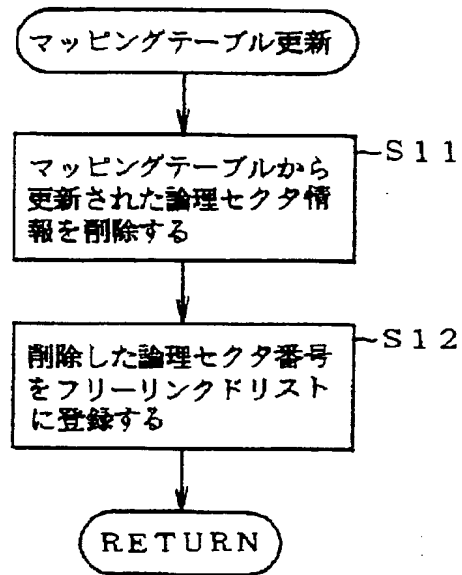 マッピングテーブル更新
マッピングテーブルから
更新された論理セクタ情
報を削除する
S11
削除した論理セクタ番号
をフリーリンクドリスト
に登録する
S12
RETURN